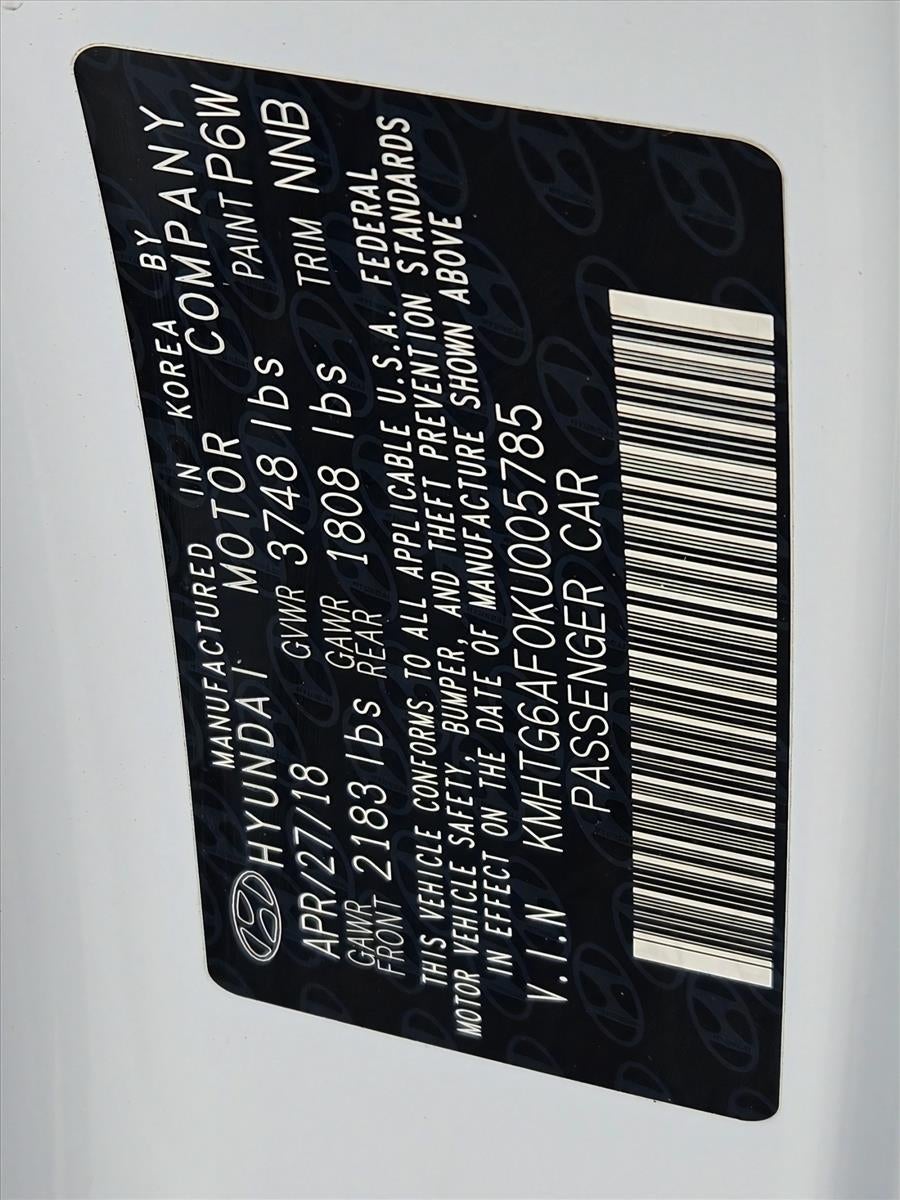 MANUFACTURED IN KOREA BY
HYUNDAI MOTOR COMPANY
APR/27/18 GVWR 3748 lbs PAINT P6W
GAWR FRONT 2183 lbs GAWR REAR 1808 lbs TRIM NNB
THIS VEHICLE CONFORMS TO ALL APPLICABLE U.S.A. FEDERAL
MOTOR VEHICLE SAFETY, BUMPER, AND THEFT PREVENTION STANDARDS
IN EFFECT ON THE DATE OF MANUFACTURE SHOWN ABOVE
V.I.N KMHTG6AF0KU005785
PASSENGER CAR